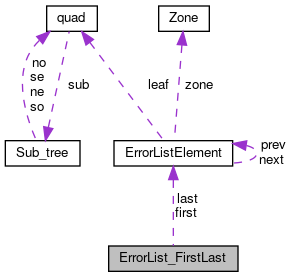 quad
Zone
no
se
ne
so
sub
leaf
zone
Sub_tree
ErrorListElement
prev
next
last
first
ErrorList_FirstLast